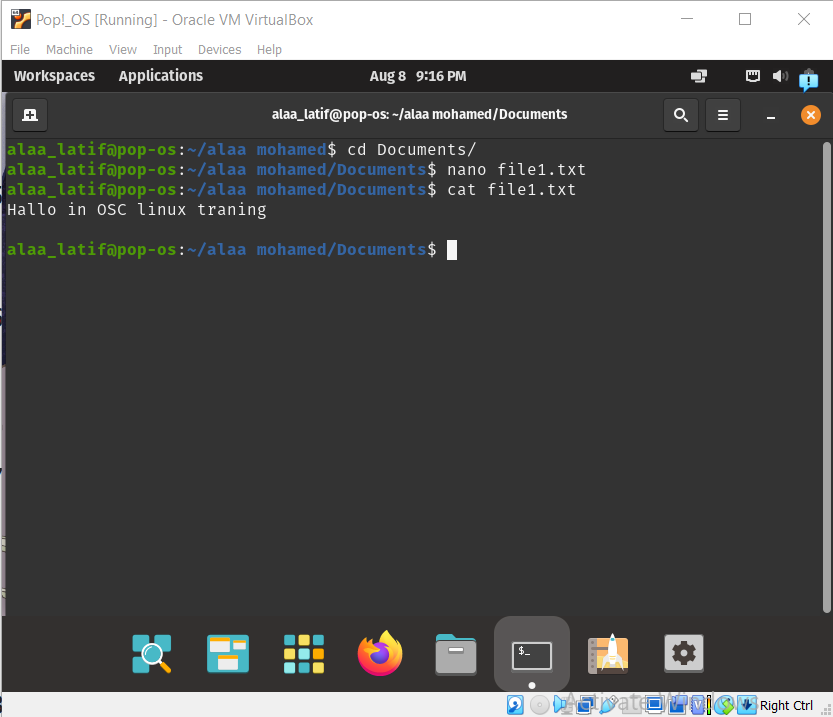 Pop!_OS [Running] - Oracle VM VirtualBox
File Machine View Input Devices Help
Workspaces Applications Aug 8 9:16 PM
alaa_latif@pop-os: ~/alaa mohamed/Documents
alaa_latif@pop-os:~/alaa mohamed$ cd Documents/
alaa_latif@pop-os:~/alaa mohamed/Documents$ nano file1.txt
alaa_latif@pop-os:~/alaa mohamed/Documents$ cat file1.txt
Hallo in OSC linux traning
alaa_latif@pop-os:~/alaa mohamed/Documents$
$_
Activate Windows
Right Ctrl